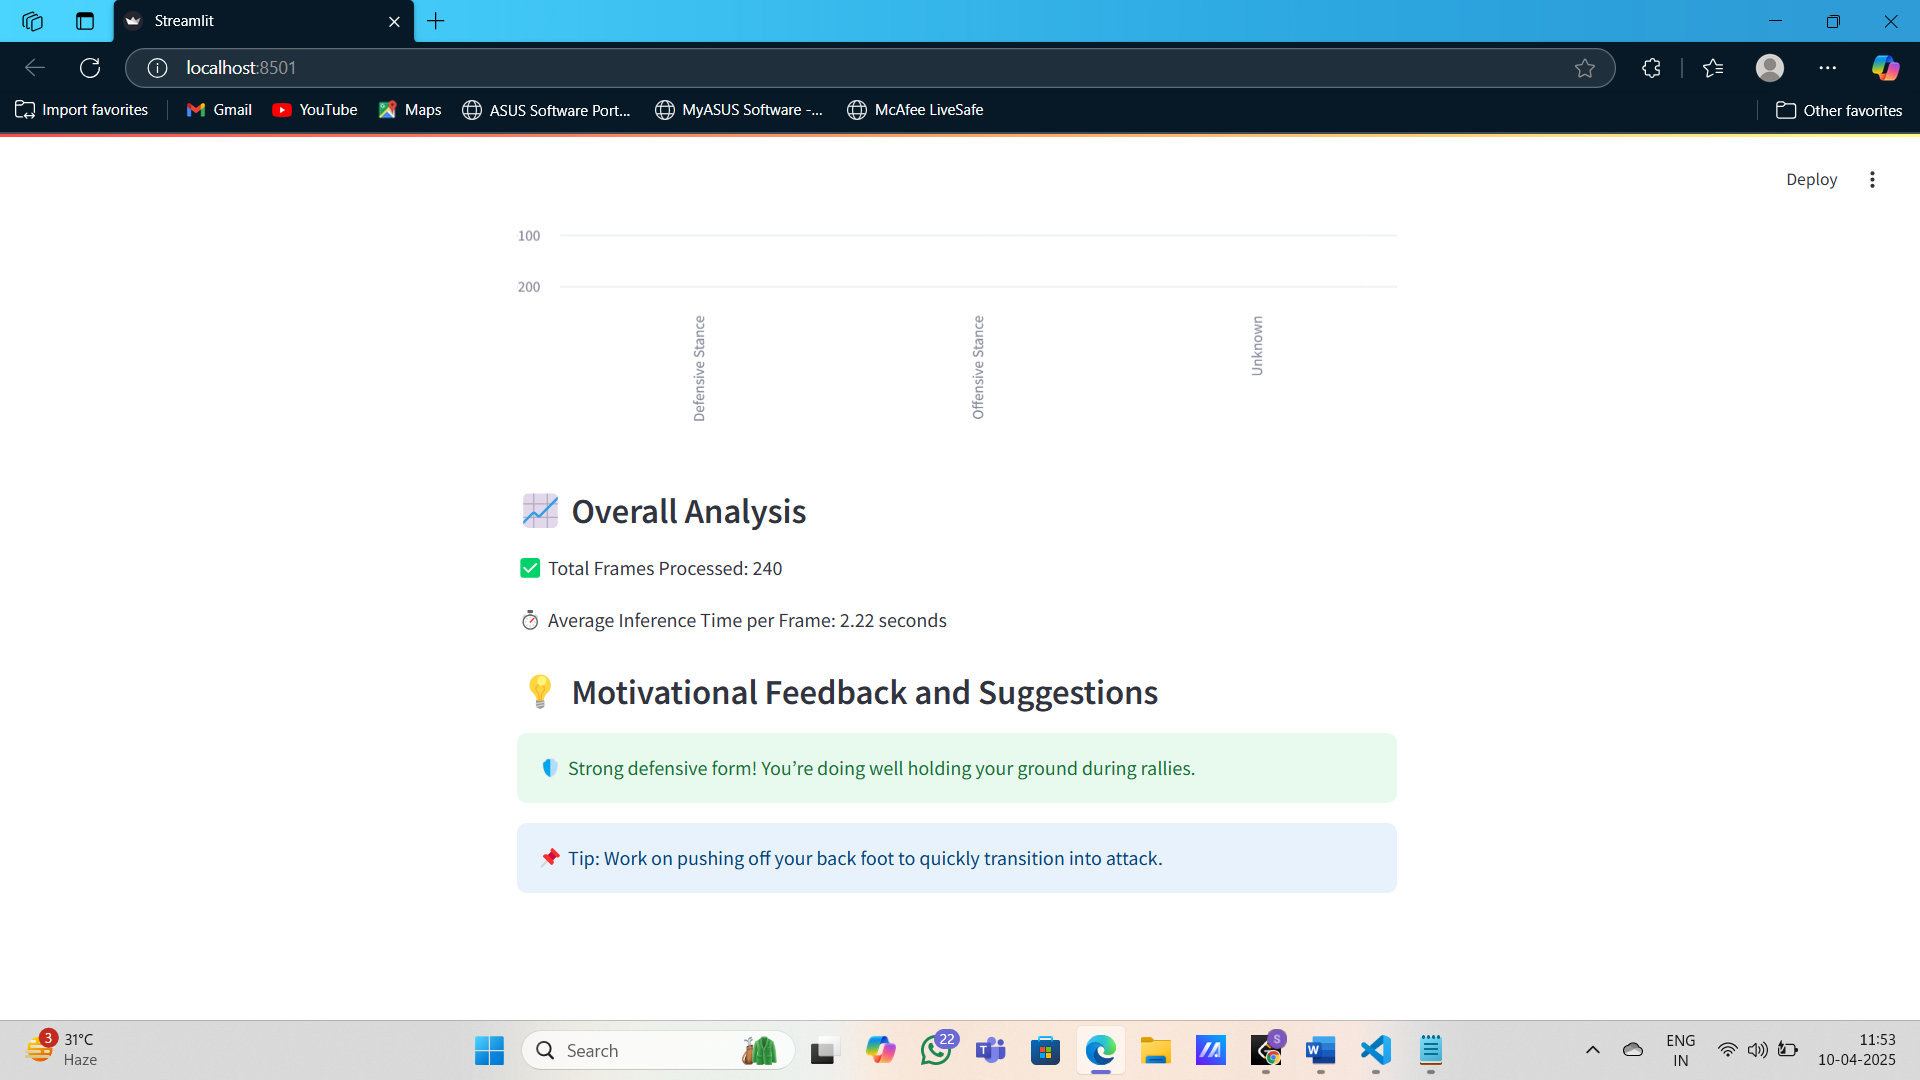 Streamlit
localhost:8501
Import favorites
Gmail
YouTube
Maps
ASUS Software Port...
MyASUS Software -...
McAfee LiveSafe
Other favorites
Deploy
100
200
Defensive Stance
Offensive Stance
Unknown
Overall Analysis
Total Frames Processed: 240
Average Inference Time per Frame: 2.22 seconds
Motivational Feedback and Suggestions
Strong defensive form! You’re doing well holding your ground during rallies.
Tip: Work on pushing off your back foot to quickly transition into attack.
3
31°C
Haze
Search
22
S
ENG
IN
11:53
10-04-2025